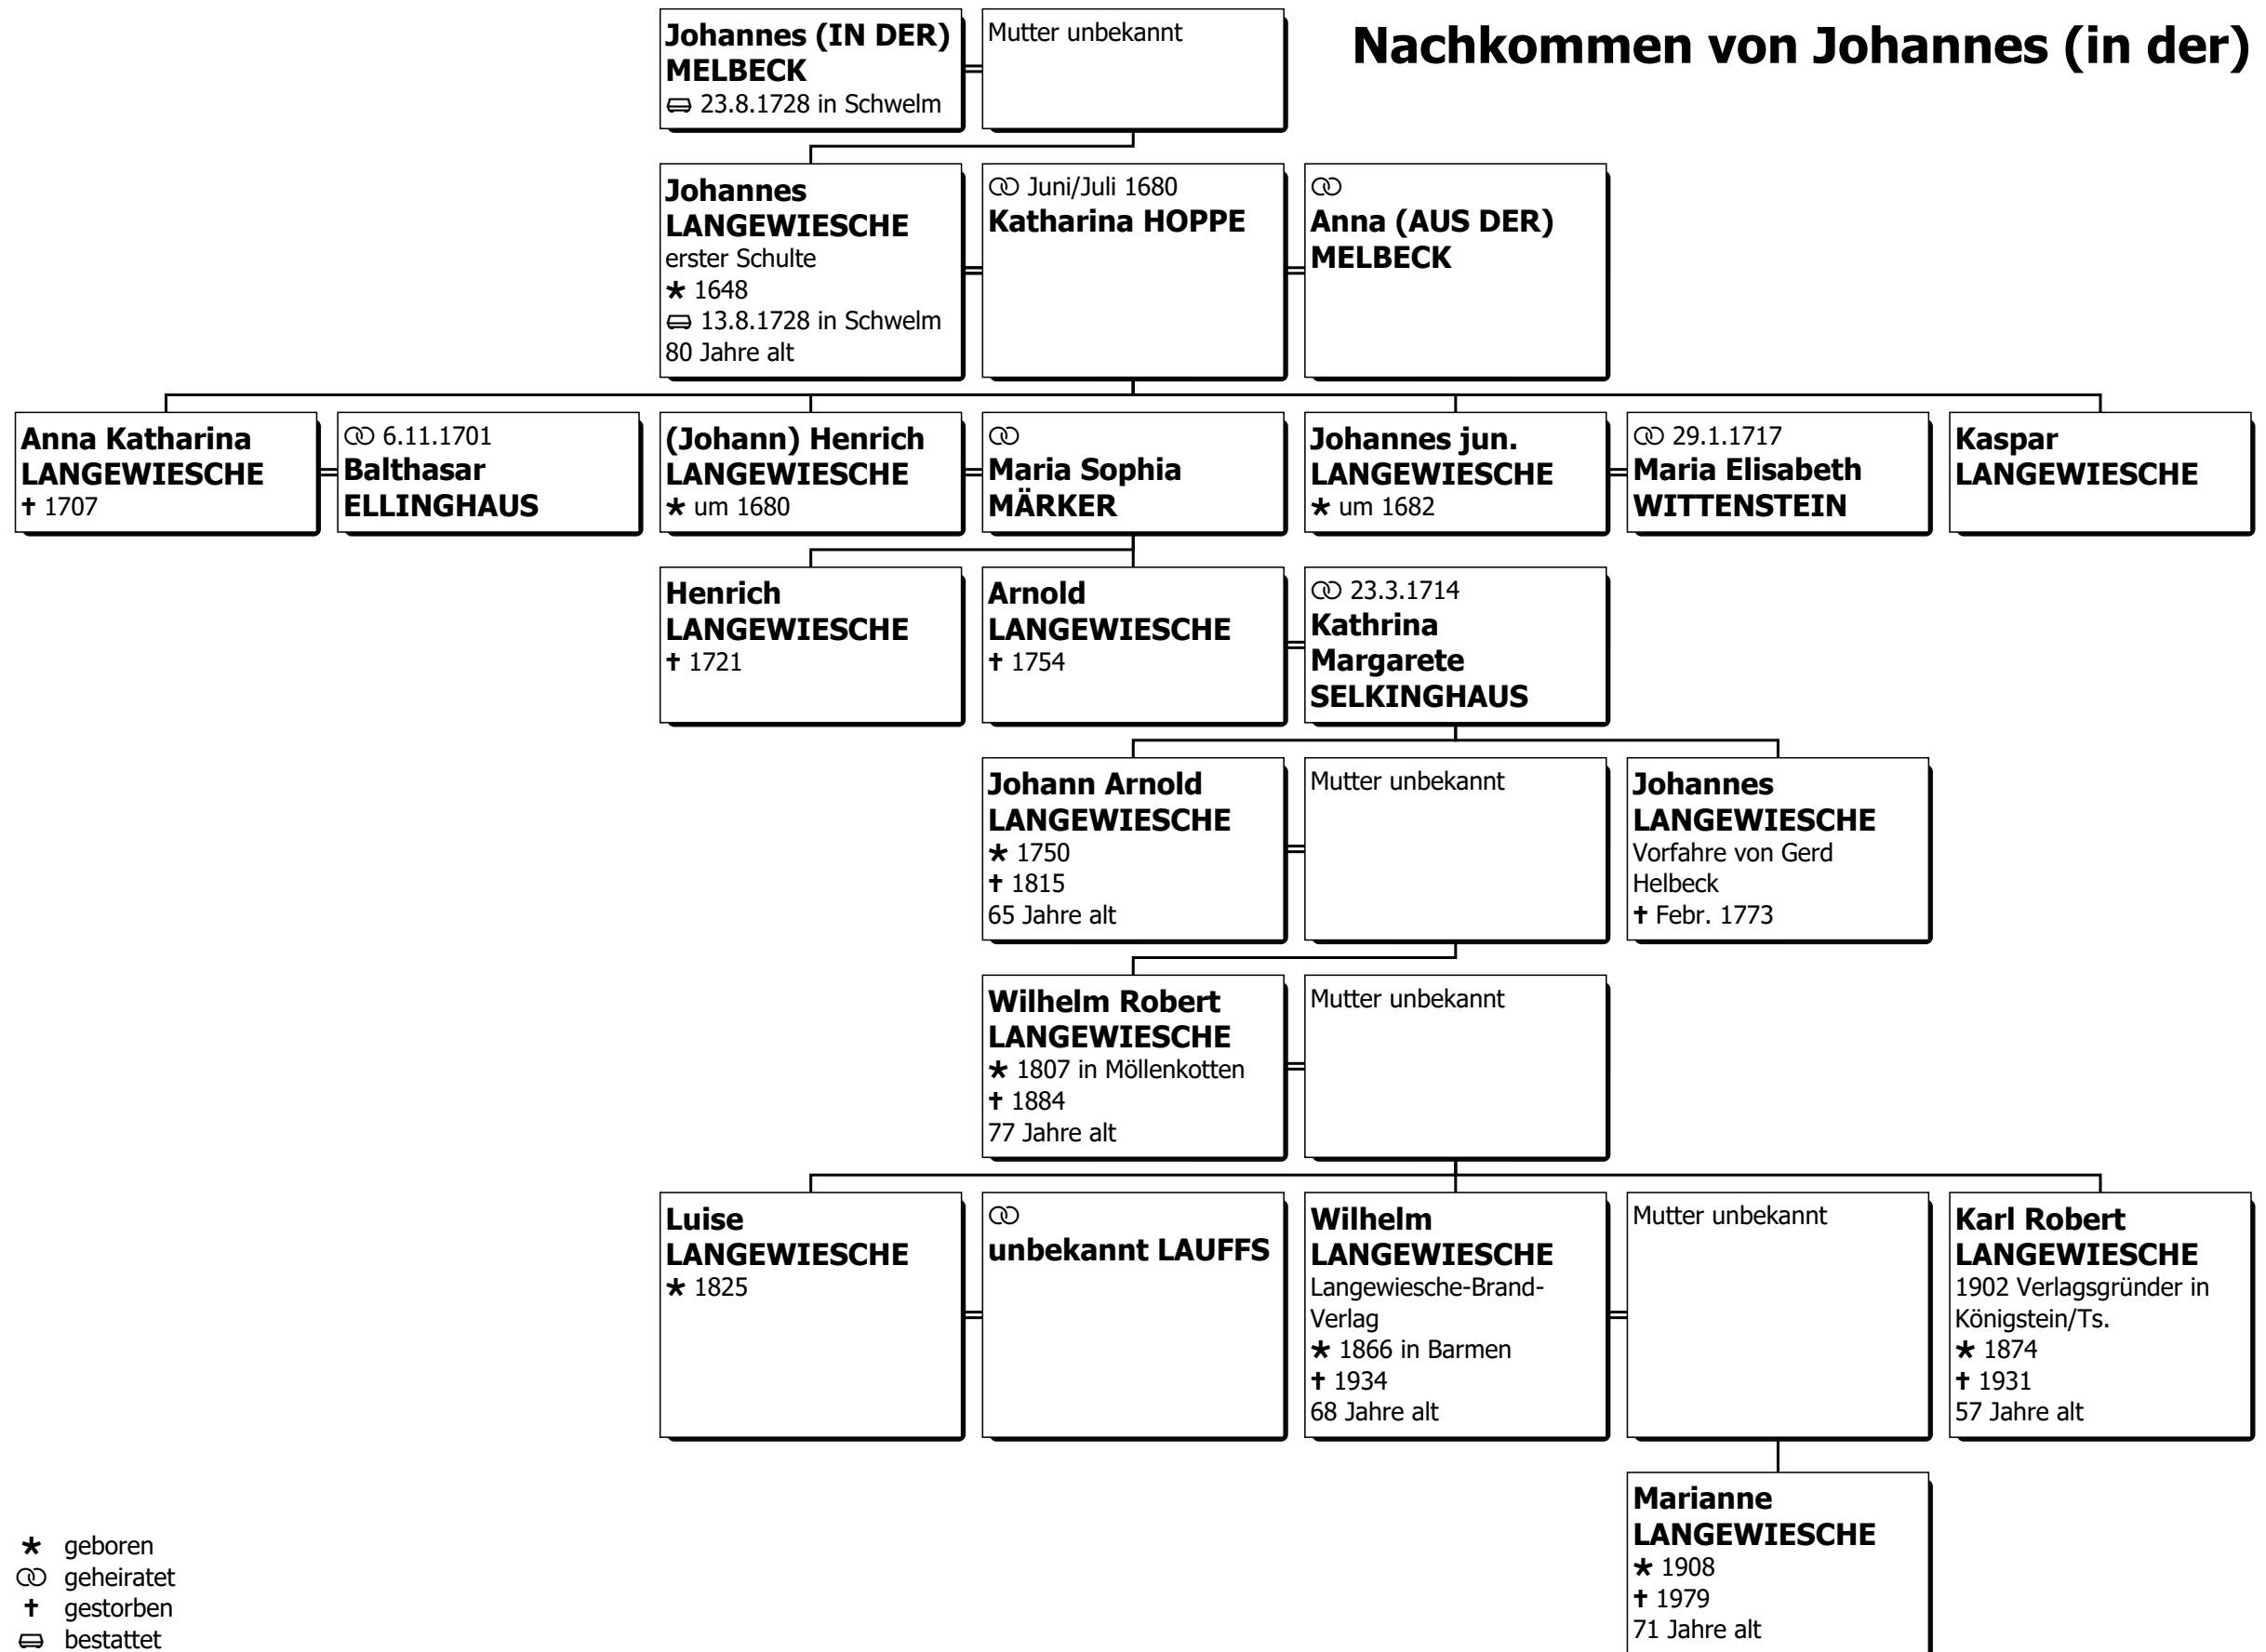 Nachkommen von Johannes (in der)
Johannes (IN DER)
MELBECK
⚰ 23.8.1728 in Schwelm
Mutter unbekannt
Johannes
LANGEWIESCHE
erster Schulte
★ 1648
⚰ 13.8.1728 in Schwelm
80 Jahre alt
⚭ Juni/Juli 1680
Katharina HOPPE
⚭
Anna (AUS DER)
MELBECK
Anna Katharina
LANGEWIESCHE
✝ 1707
⚭ 6.11.1701
Balthasar
ELLINGHAUS
(Johann) Henrich
LANGEWIESCHE
★ um 1680
⚭
Maria Sophia
MÄRKER
Johannes jun.
LANGEWIESCHE
★ um 1682
⚭ 29.1.1717
Maria Elisabeth
WITTENSTEIN
Kaspar
LANGEWIESCHE
Henrich
LANGEWIESCHE
✝ 1721
Arnold
LANGEWIESCHE
✝ 1754
⚭ 23.3.1714
Kathrina
Margarete
SELKINGHAUS
Johann Arnold
LANGEWIESCHE
★ 1750
✝ 1815
65 Jahre alt
Mutter unbekannt
Johannes
LANGEWIESCHE
Vorfahre von Gerd
Helbeck
✝ Febr. 1773
Wilhelm Robert
LANGEWIESCHE
★ 1807 in Möllenkotten
✝ 1884
77 Jahre alt
Mutter unbekannt
Luise
LANGEWIESCHE
★ 1825
⚭
unbekannt LAUFFS
Wilhelm
LANGEWIESCHE
Langewiesche-Brand-
Verlag
★ 1866 in Barmen
✝ 1934
68 Jahre alt
Mutter unbekannt
Karl Robert
LANGEWIESCHE
1902 Verlagsgründer in
Königstein/Ts.
★ 1874
✝ 1931
57 Jahre alt
Marianne
LANGEWIESCHE
★ 1908
✝ 1979
71 Jahre alt
★ geboren
⚭ geheiratet
✝ gestorben
⚰ bestattet